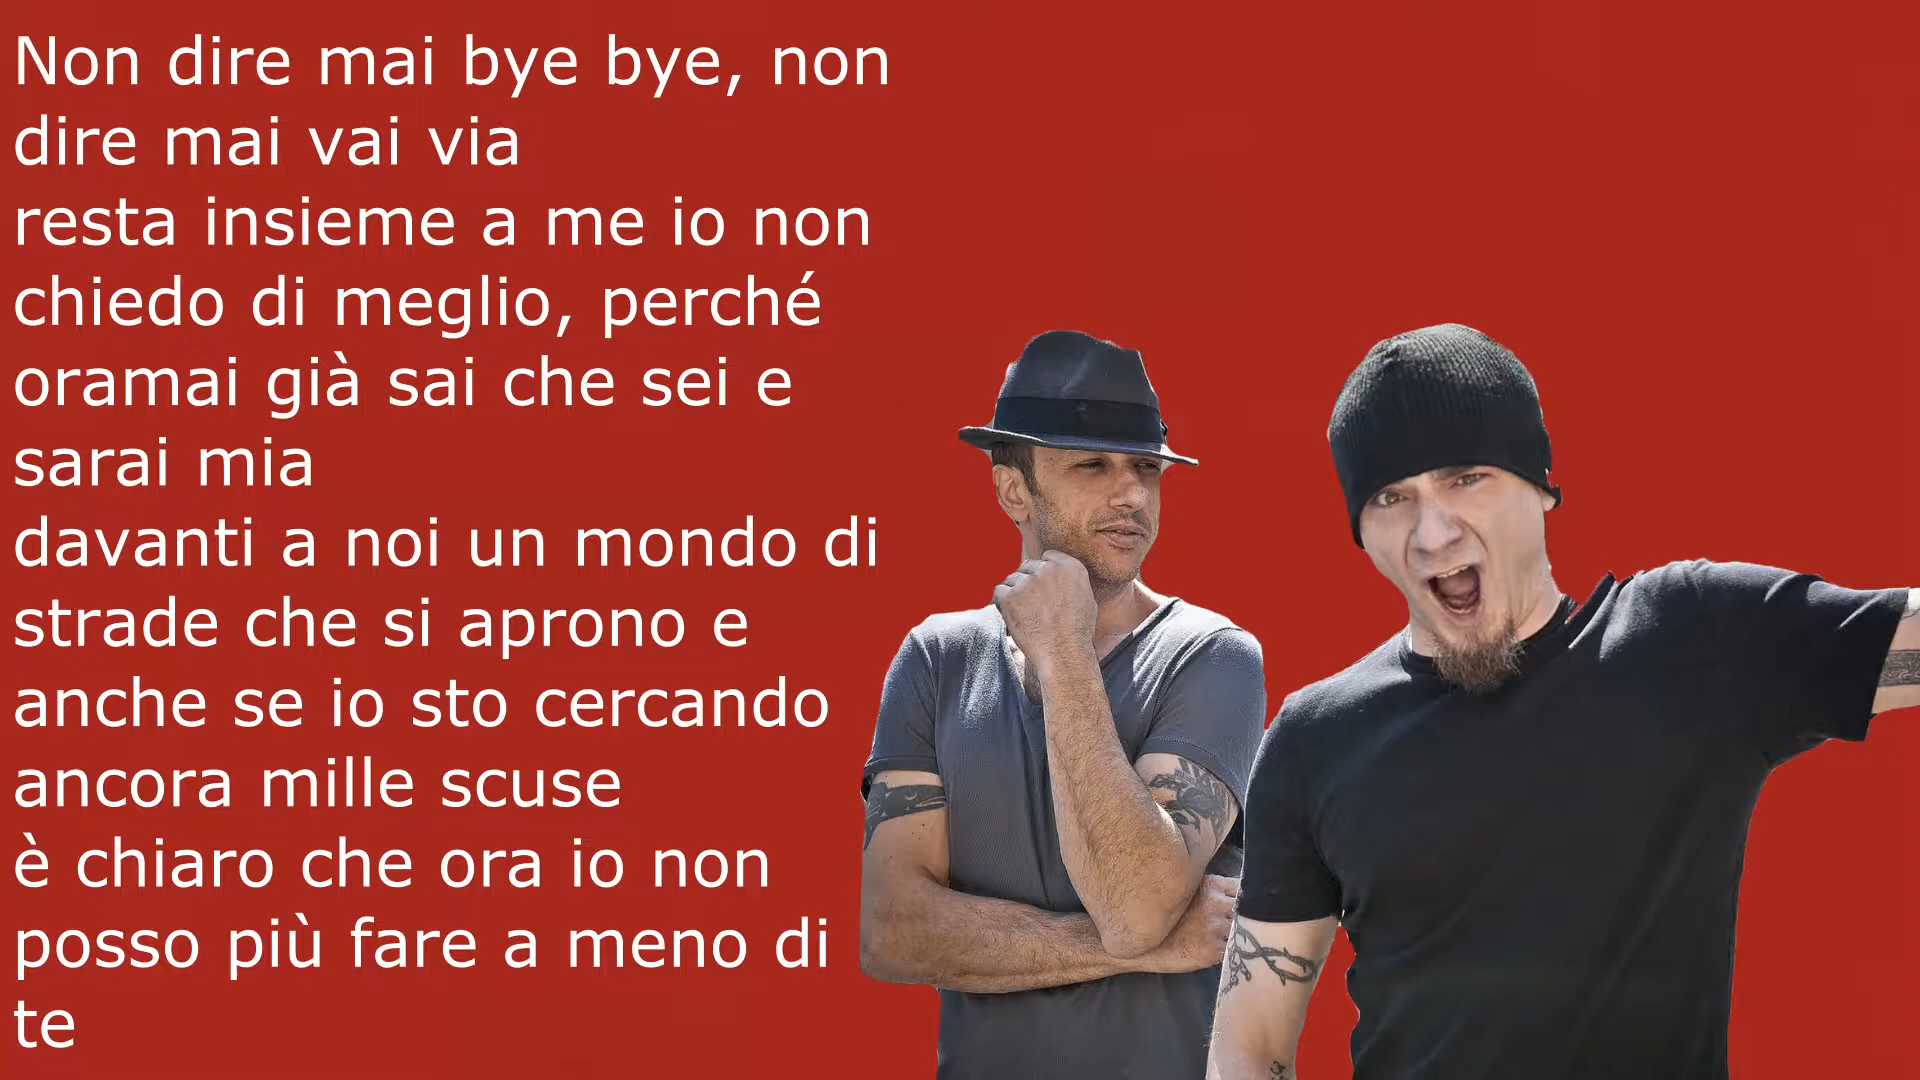 Non dire mai bye bye, non
dire mai vai via
resta insieme a me io non
chiedo di meglio, perché
oramai già sai che sei e
sarai mia
davanti a noi un mondo di
strade che si aprono e
anche se io sto cercando
ancora mille scuse
è chiaro che ora io non
posso più fare a meno di
te